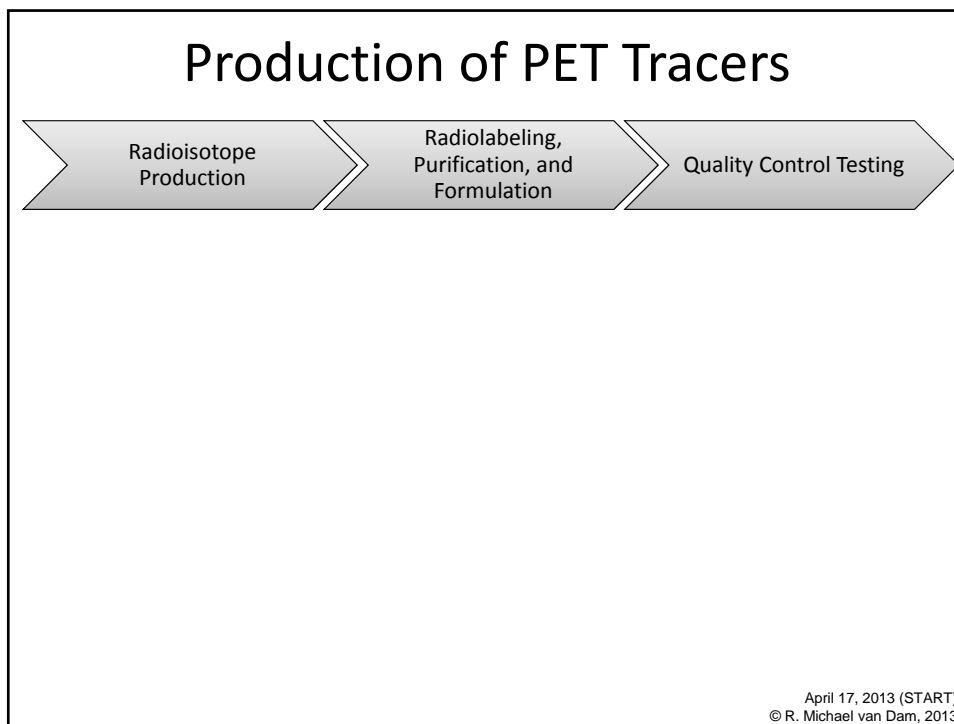 Production of PET Tracers
Radioisotope
Production
Radiolabeling,
Purification, and
Formulation
Quality Control Testing
April 17, 2013 (START)
© R. Michael van Dam, 2013